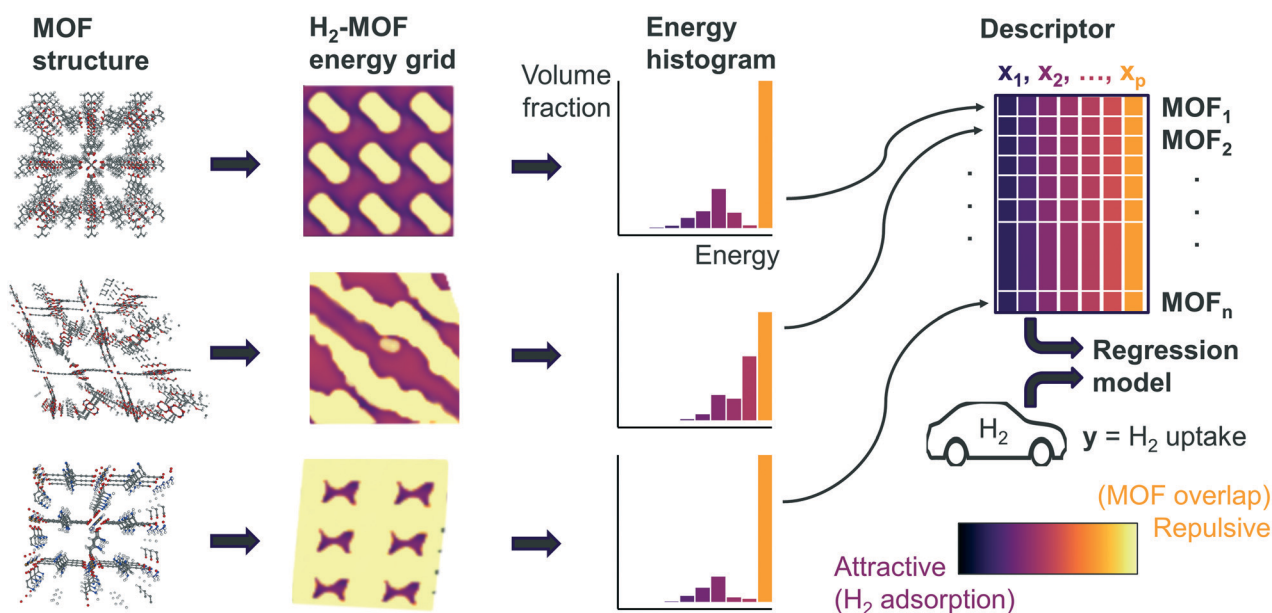 MOF
structure
H₂-MOF
energy grid
Energy
histogram
Volume
fraction
Energy
Descriptor
x₁, x₂, ..., xₚ
MOF₁
MOF₂
MOFₙ
Regression
model
H₂
y = H₂ uptake
(MOF overlap)
Repulsive
Attractive
(H₂ adsorption)